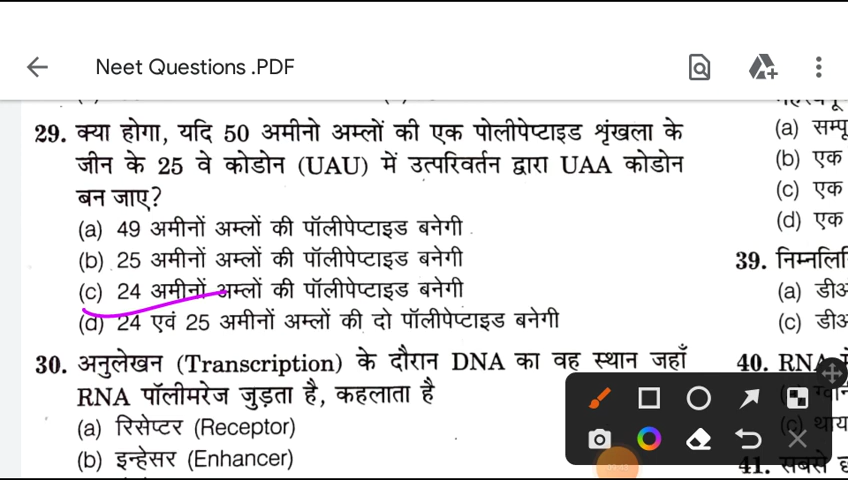 Neet Questions .PDF
29. क्या होगा, यदि 50 अमीनो अम्लों की एक पोलीपेप्टाइड शृंखला के
जीन के 25 वे कोडोन (UAU) में उत्परिवर्तन द्वारा UAA कोडोन
बन जाए?
(a) 49 अमीनों अम्लों की पॉलीपेप्टाइड बनेगी
(b) 25 अमीनों अम्लों की पॉलीपेप्टाइड बनेगी
(c) 24 अमीनों अम्लों की पॉलीपेप्टाइड बनेगी
(d) 24 एवं 25 अमीनों अम्लों की दो पॉलीपेप्टाइड बनेगी
30. अनुलेखन (Transcription) के दौरान DNA का वह स्थान जहाँ
RNA पॉलीमरेज जुड़ता है, कहलाता है
(a) रिसेप्टर (Receptor)
(b) इन्हेसर (Enhancer)
(a) सम्पू
(b) एक
(c) एक
(d) एक
39. निम्नलि
(a) डीअ
(c) डीअ
40. RNA
41. सबसे